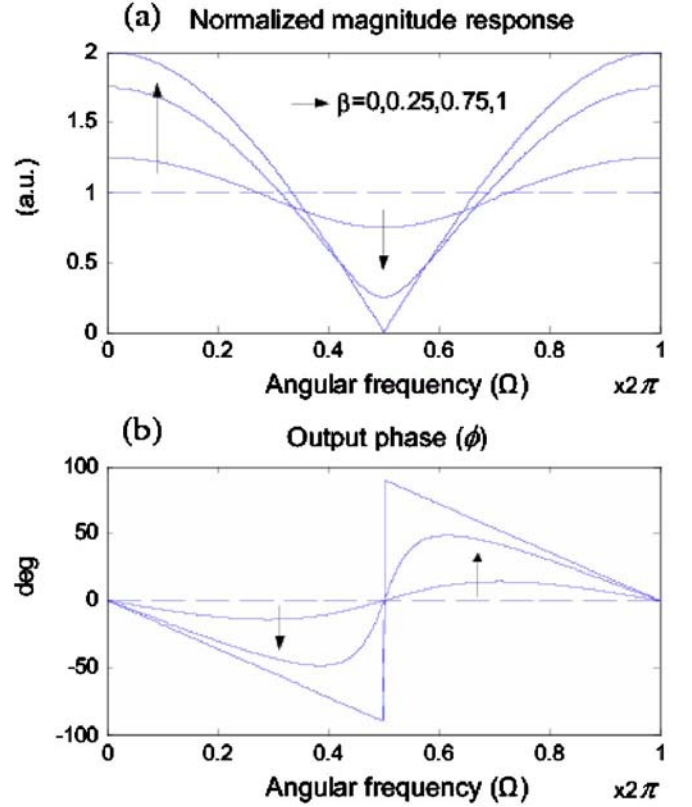 (a) Normalized magnitude response
2
1.5
1
0.5
0
(a.u.)
β=0,0.25,0.75,1
0 0.2 0.4 0.6 0.8 1
Angular frequency (Ω) x2π
(b) Output phase (ϕ)
100
50
0
-50
-100
deg
0 0.2 0.4 0.6 0.8 1
Angular frequency (Ω) x2π